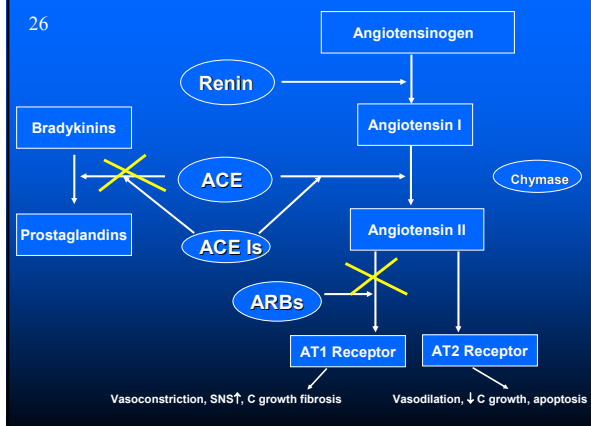 26
Angiotensinogen
Renin
Bradykinins
Angiotensin I
ACE
Chymase
Prostaglandins
ACE Is
Angiotensin II
ARBs
AT1 Receptor
AT2 Receptor
Vasoconstriction, SNS↑, C growth fibrosis
Vasodilation, ↓ C growth, apoptosis